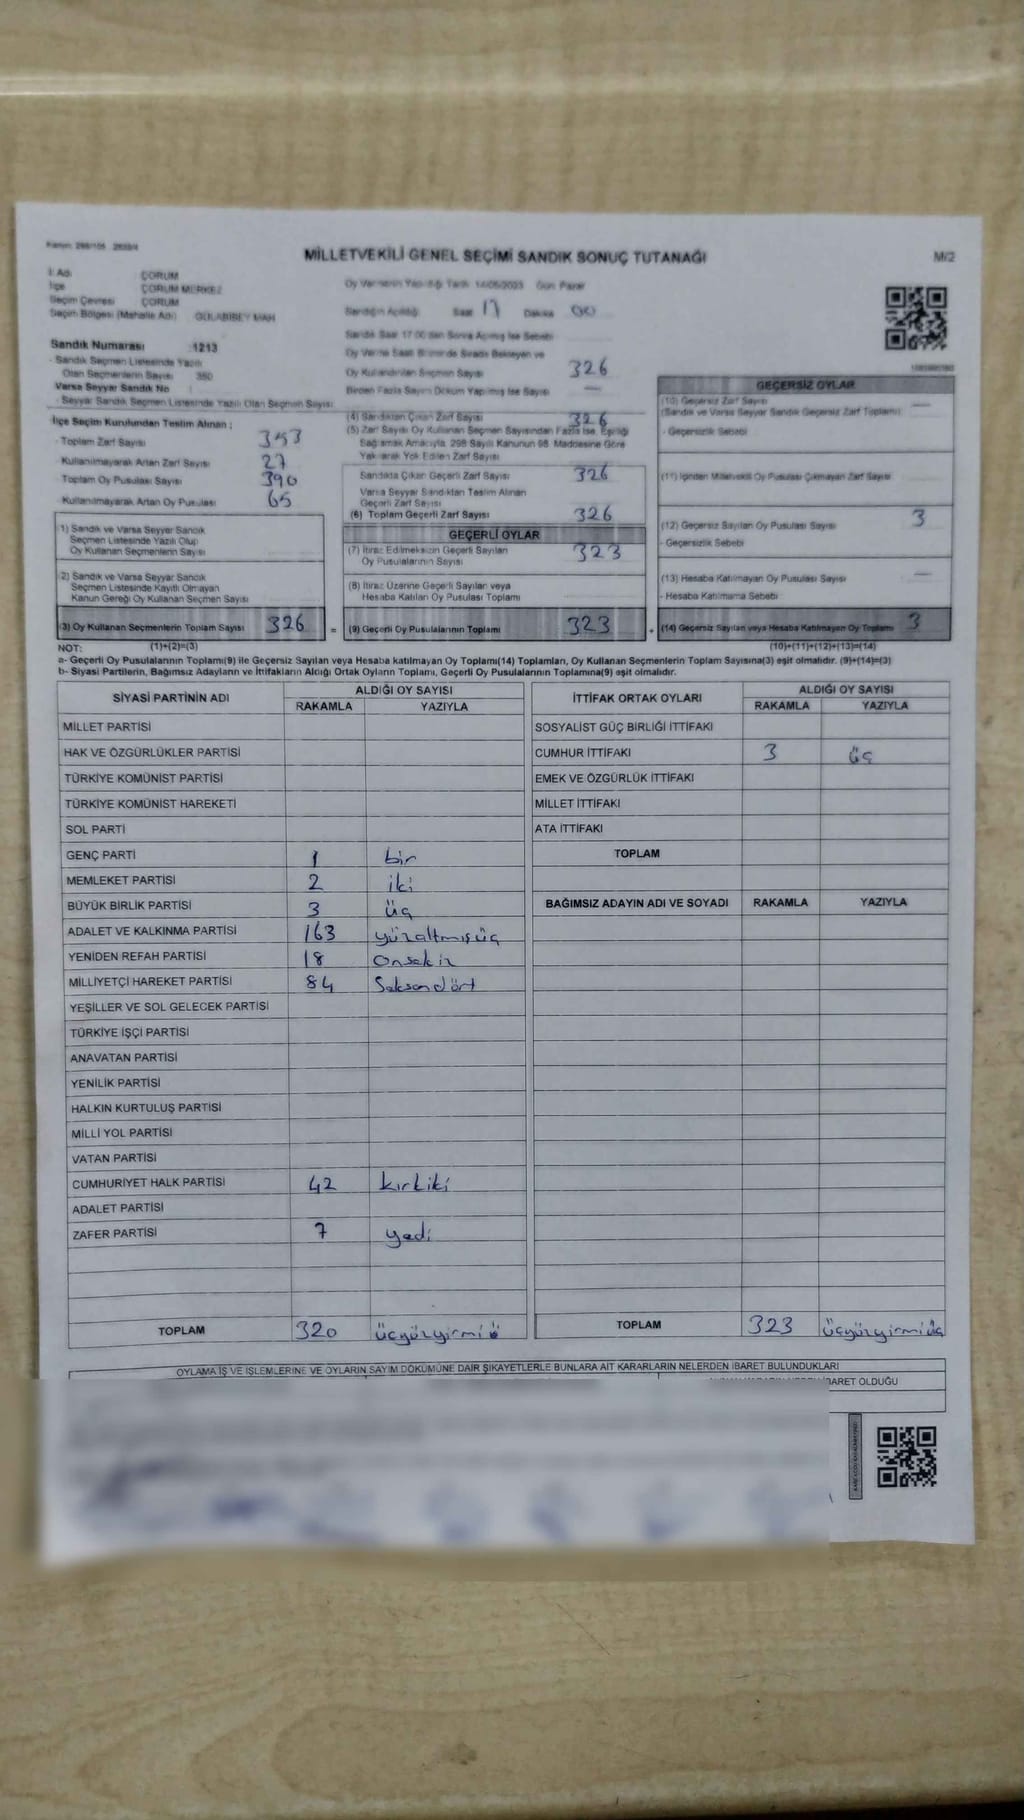 Kanun: 298/105 2839/4
MİLLETVEKİLİ GENEL SEÇİMİ SANDIK SONUÇ TUTANAĞI
M/2
İl Adı ÇORUM
İlçe ÇORUM MERKEZ
Seçim Çevresi ÇORUM
Seçim Bölgesi (Mahalle Adı) GÜLABİBEY MAH
Sandık Numarası : 1213
- Sandık Seçmen Listesinde Yazılı
Olan Seçmenlerin Sayısı : 350
Varsa Seyyar Sandık No :
- Seyyar Sandık Seçmen Listesinde Yazılı Olan Seçmen Sayısı:
İlçe Seçim Kurulundan Teslim Alınan ;
- Toplam Zarf Sayısı 353
- Kullanılmayarak Artan Zarf Sayısı 27
Toplam Oy Pusulası Sayısı 390
- Kullanılmayarak Artan Oy Pusulası 65
1) Sandık ve Varsa Seyyar Sandık
Seçmen Listesinde Yazılı Olup
Oy Kullanan Seçmenlerin Sayısı
2) Sandık ve Varsa Seyyar Sandık
Seçmen Listesinde Kayıtlı Olmayan
Kanun Gereği Oy Kullanan Seçmen Sayısı
(3) Oy Kullanan Seçmenlerin Toplam Sayısı 326 =
Oy Vermenin Yapıldığı Tarih 14/05/2023 Gün Pazar
Sandığın Açıldığı Saat 17 Dakika 00
Sandık Saat 17:00'dan Sonra Açılmış İse Sebebi
Oy Verme Saati Bitiminde Sırada Bekleyen ve
Oy Kullandırılan Seçmen Sayısı 326
Birden Fazla Sayım Döküm Yapılmış İse Sayısı —
(4) Sandıktan Çıkan Zarf Sayısı 326
(5) Zarf Sayısı Oy Kullanan Seçmen Sayısından Fazla İse, Eşitliği
Sağlamak Amacıyla, 298 Sayılı Kanunun 98. Maddesine Göre
Yakılarak Yok Edilen Zarf Sayısı
Sandıkta Çıkan Geçerli Zarf Sayısı 326
Varsa Seyyar Sandıktan Teslim Alınan
Geçerli Zarf Sayısı
(6) Toplam Geçerli Zarf Sayısı 326
GEÇERLİ OYLAR
(7) İtiraz Edilmeksizin Geçerli Sayılan 323
Oy Pusulalarının Sayısı
(8) İtiraz Üzerine Geçerli Sayılan veya
Hesaba Katılan Oy Pusulası Toplamı
(9) Geçerli Oy Pusulalarının Toplamı 323 +
GEÇERSİZ OYLAR
(10) Geçersiz Zarf Sayısı —
(Sandık ve Varsa Seyyar Sandık Geçersiz Zarf Toplamı)
- Geçersizlik Sebebi
(11) İçinden Milletvekili Oy Pusulası Çıkmayan Zarf Sayısı
(12) Geçersiz Sayılan Oy Pusulası Sayısı 3
- Geçersizlik Sebebi
(13) Hesaba Katılmayan Oy Pusulası Sayısı —
- Hesaba Katılmama Sebebi
(14) Geçersiz Sayılan veya Hesaba Katılmayan Oy Toplamı 3
NOT: (1)+(2)=(3) (10)+(11)+(12)+(13)=(14)
a- Geçerli Oy Pusulalarının Toplamı(9) ile Geçersiz Sayılan veya Hesaba katılmayan Oy Toplamı(14) Toplamları, Oy Kullanan Seçmenlerin Toplam Sayısına(3) eşit olmalıdır. (9)+(14)=(3)
b- Siyasi Partilerin, Bağımsız Adayların ve İttifakların Aldığı Ortak Oyların Toplamı, Geçerli Oy Pusulalarının Toplamına(9) eşit olmalıdır.
SİYASİ PARTİNİN ADI ALDIĞI OY SAYISI
RAKAMLA YAZIYLA
MİLLET PARTİSİ
HAK VE ÖZGÜRLÜKLER PARTİSİ
TÜRKİYE KOMÜNİST PARTİSİ
TÜRKİYE KOMÜNİST HAREKETİ
SOL PARTİ
GENÇ PARTİ 1 bir
MEMLEKET PARTİSİ 2 iki
BÜYÜK BİRLİK PARTİSİ 3 üç
ADALET VE KALKINMA PARTİSİ 163 yüzaltmışüç
YENİDEN REFAH PARTİSİ 18 onsekiz
MİLLİYETÇİ HAREKET PARTİSİ 84 Seksendört
YEŞİLLER VE SOL GELECEK PARTİSİ
TÜRKİYE İŞÇİ PARTİSİ
ANAVATAN PARTİSİ
YENİLİK PARTİSİ
HALKIN KURTULUŞ PARTİSİ
MİLLİ YOL PARTİSİ
VATAN PARTİSİ
CUMHURİYET HALK PARTİSİ 42 kırkiki
ADALET PARTİSİ
ZAFER PARTİSİ 7 yedi
TOPLAM 320 üçyüzyirmi
İTTİFAK ORTAK OYLARI ALDIĞI OY SAYISI
RAKAMLA YAZIYLA
SOSYALİST GÜÇ BİRLİĞİ İTTİFAKI
CUMHUR İTTİFAKI 3 üç
EMEK VE ÖZGÜRLÜK İTTİFAKI
MİLLET İTTİFAKI
ATA İTTİFAKI
TOPLAM
BAĞIMSIZ ADAYIN ADI VE SOYADI RAKAMLA YAZIYLA
TOPLAM 323 üçyüzyirmiüç
OYLAMA İŞ VE İŞLEMLERİNE VE OYLARIN SAYIM DÖKÜMÜNE DAİR ŞİKAYETLERLE BUNLARA AİT KARARLARIN NELERDEN İBARET BULUNDUKLARI
İBARET OLDUĞU